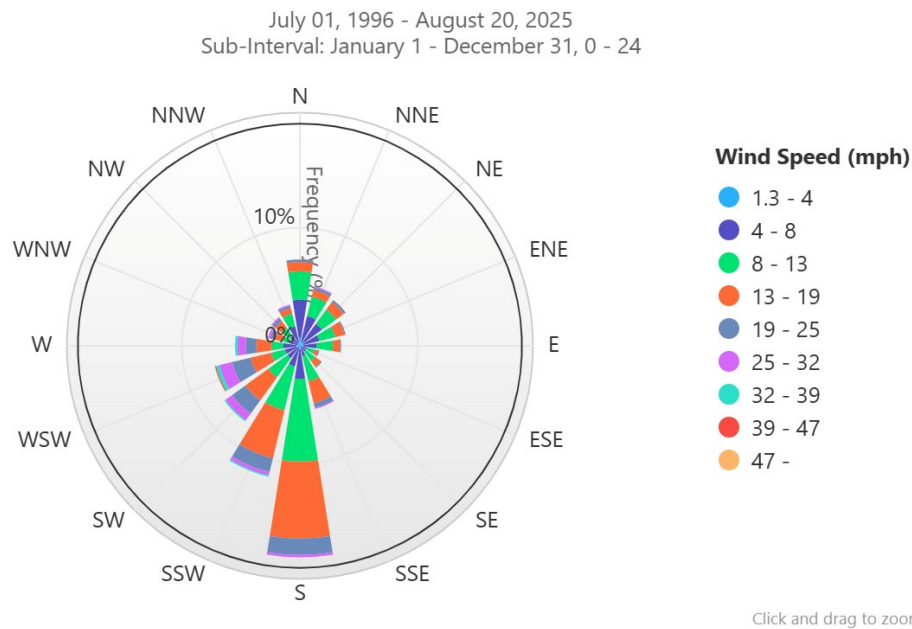 July 01, 1996 - August 20, 2025
Sub-Interval: January 1 - December 31, 0 - 24
N
NNW
NNE
NW
NE
Frequency (%
10%
WNW
ENE
0%
W
E
WSW
ESE
SW
SE
SSW
SSE
S
Wind Speed (mph)
1.3 - 4
4 - 8
8 - 13
13 - 19
19 - 25
25 - 32
32 - 39
39 - 47
47 -
Click and drag to zoor